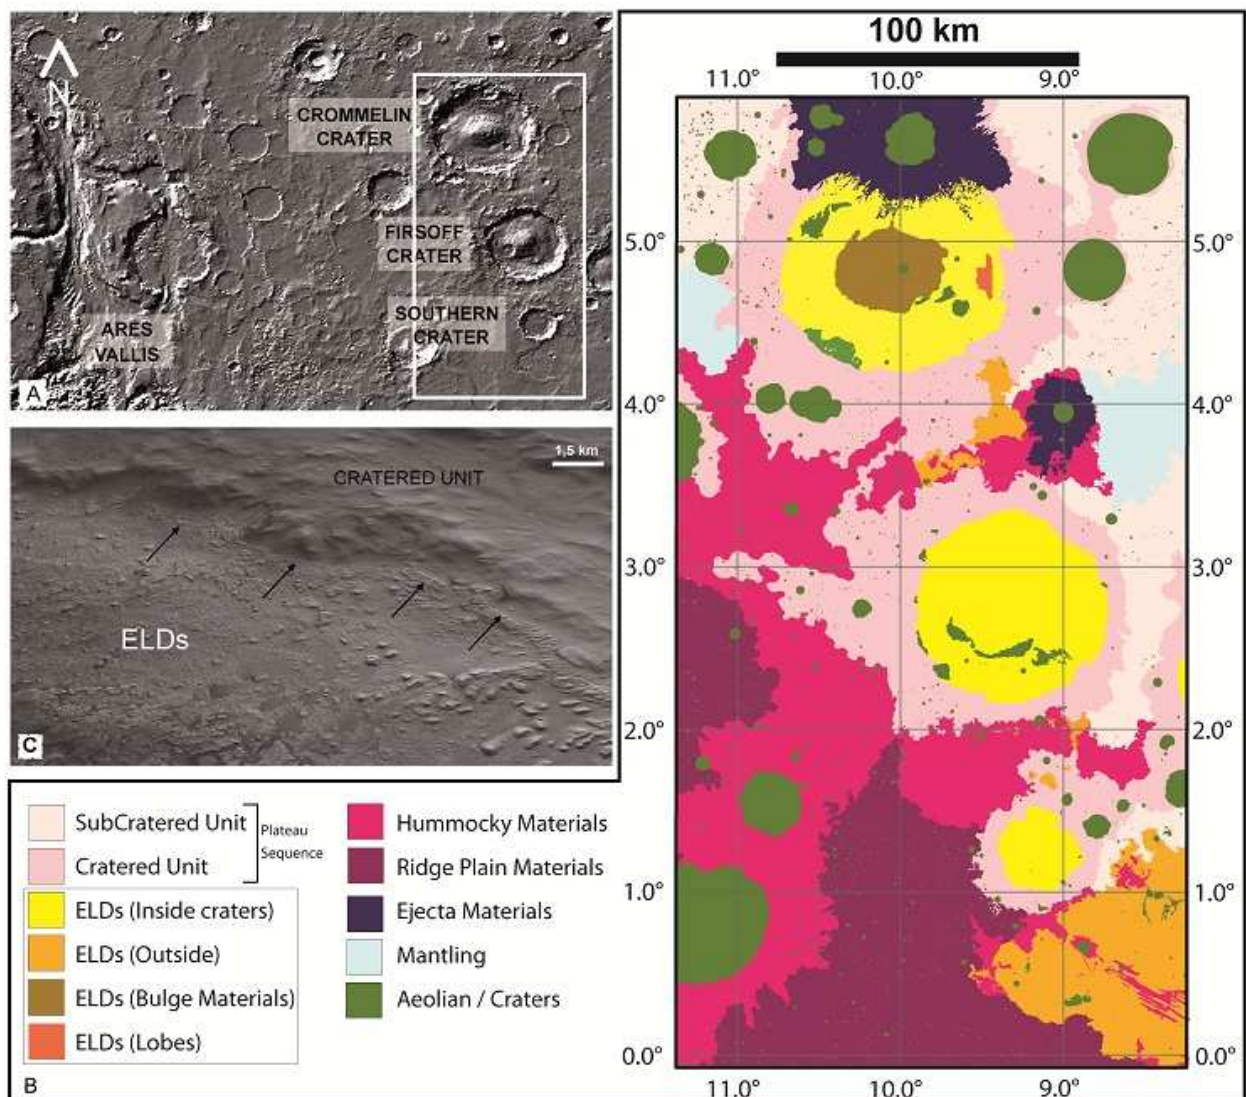 N
CROMMELIN
CRATER
FIRSOFF
CRATER
SOUTHERN
CRATER
ARES
VALLIS
A
CRATERED UNIT
1,5 km
ELDs
C
SubCratered Unit
Cratered Unit
Plateau
Sequence
ELDs (Inside craters)
ELDs (Outside)
ELDs (Bulge Materials)
ELDs (Lobes)
Hummocky Materials
Ridge Plain Materials
Ejecta Materials
Mantling
Aeolian / Craters
B
100 km
11.0° 10.0° 9.0°
5.0° 5.0°
4.0° 4.0°
3.0° 3.0°
2.0° 2.0°
1.0° 1.0°
0.0° 0.0°
11.0° 10.0° 9.0°